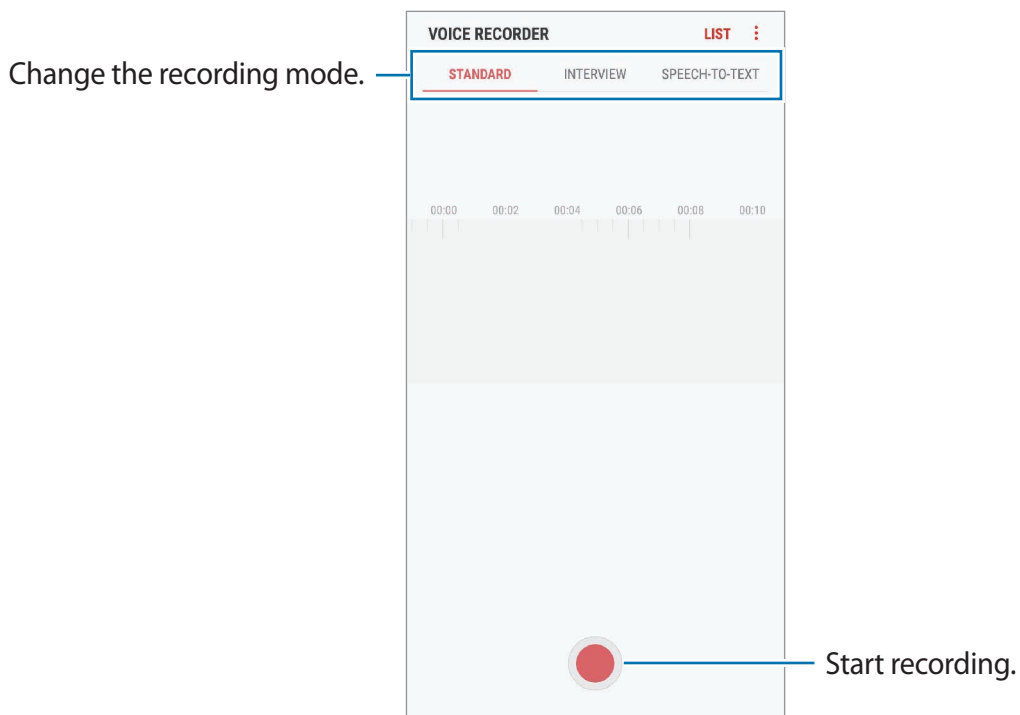 VOICE RECORDER LIST
Change the recording mode.
STANDARD INTERVIEW SPEECH-TO-TEXT
00:00 00:02 00:04 00:06 00:08 00:10
Start recording.